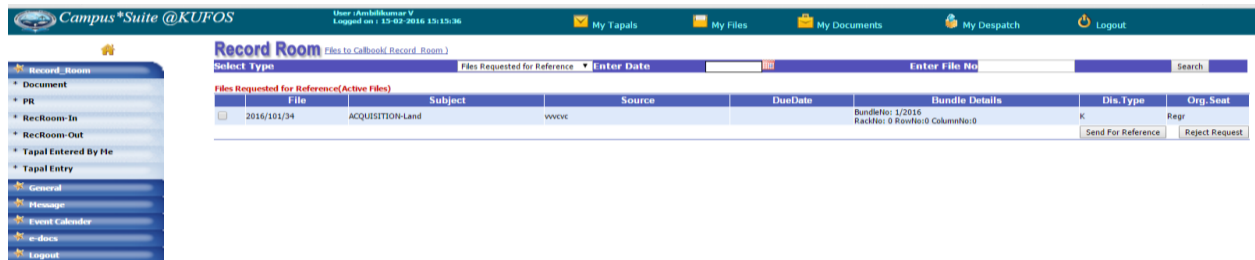 Campus*Suite @KUFOS
User :Ambilikumar V
Logged on : 15-02-2016 15:15:36
My Tapals My Files My Documents My Despatch Logout
Record Room Files to Callbook( Record Room )
Select Type Files Requested for Reference Enter Date Enter File No Search
Files Requested for Reference(Active Files)
File Subject Source DueDate Bundle Details Dis.Type Org.Seat
2016/101/34 ACQUISITION-Land vvvcvc BundleNo: 1/2016 K Regr
RackNo: 0 RowNo:0 ColumnNo:0
Send For Reference Reject Request
Record_Room
Document
PR
RecRoom-In
RecRoom-Out
Tapal Entered By Me
Tapal Entry
General
Message
Event Calender
e-docs
Logout